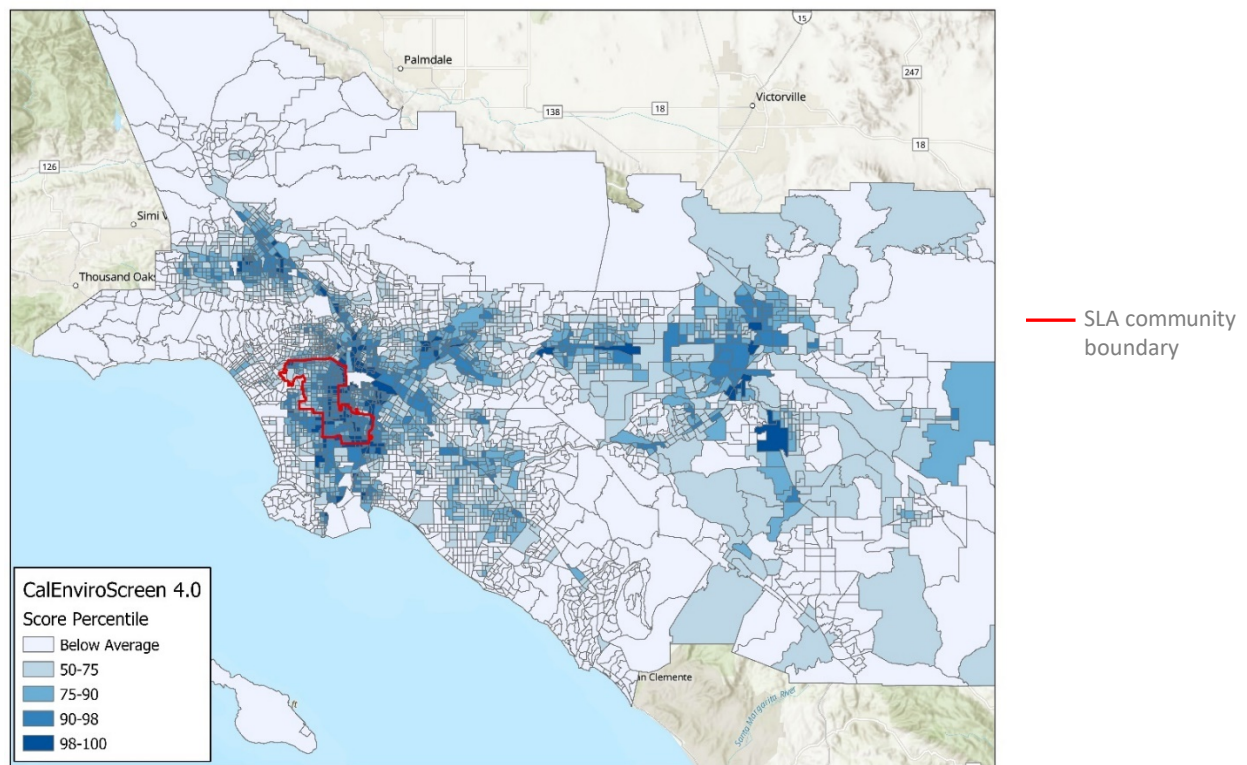 15
Palmdale
247
Victorville
138
18
18
126
Simi V
Thousand Oaks
SLA community
boundary
CalEnviroScreen 4.0
Score Percentile
Below Average
50-75
75-90
90-98
98-100
an Clemente
Santa Margarita River